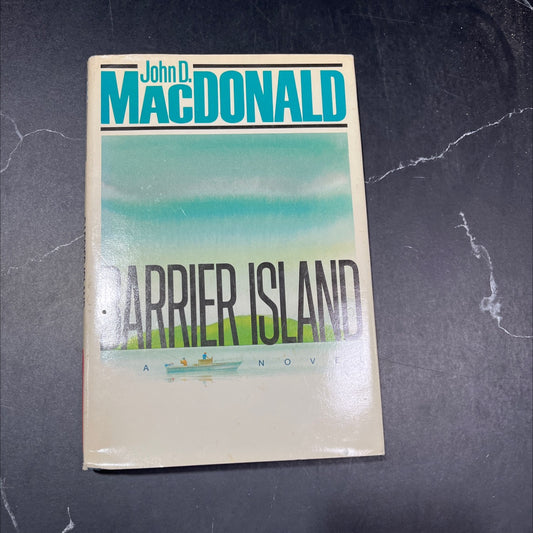 John D.
MACDONALD
BARRIER ISLAND
A NOVEL